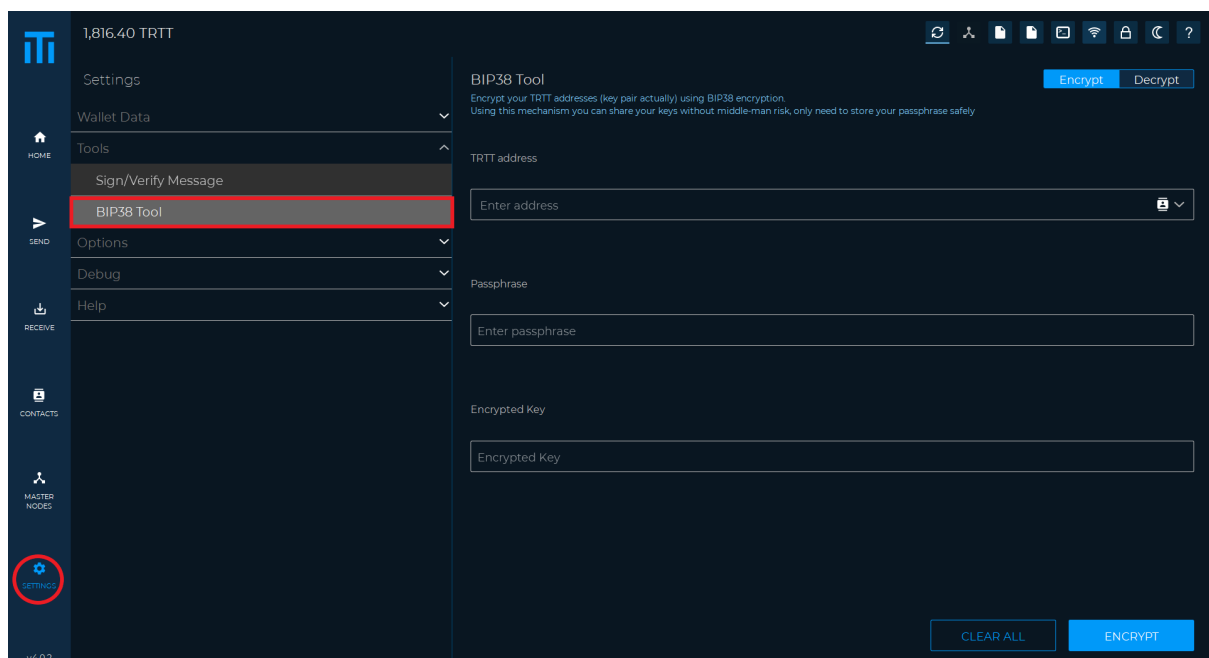 1,816.40 TRTT
?
HOME
SEND
RECEIVE
CONTACTS
MASTER
NODES
SETTINGS
Settings
Wallet Data
Tools
Sign/Verify Message
BIP38 Tool
Options
Debug
Help
BIP38 Tool
Encrypt Decrypt
Encrypt your TRTT addresses (key pair actually) using BIP38 encryption.
Using this mechanism you can share your keys without middle-man risk, only need to store your passphrase safely
TRTT address
Enter address
Passphrase
Enter passphrase
Encrypted Key
Encrypted Key
CLEAR ALL
ENCRYPT